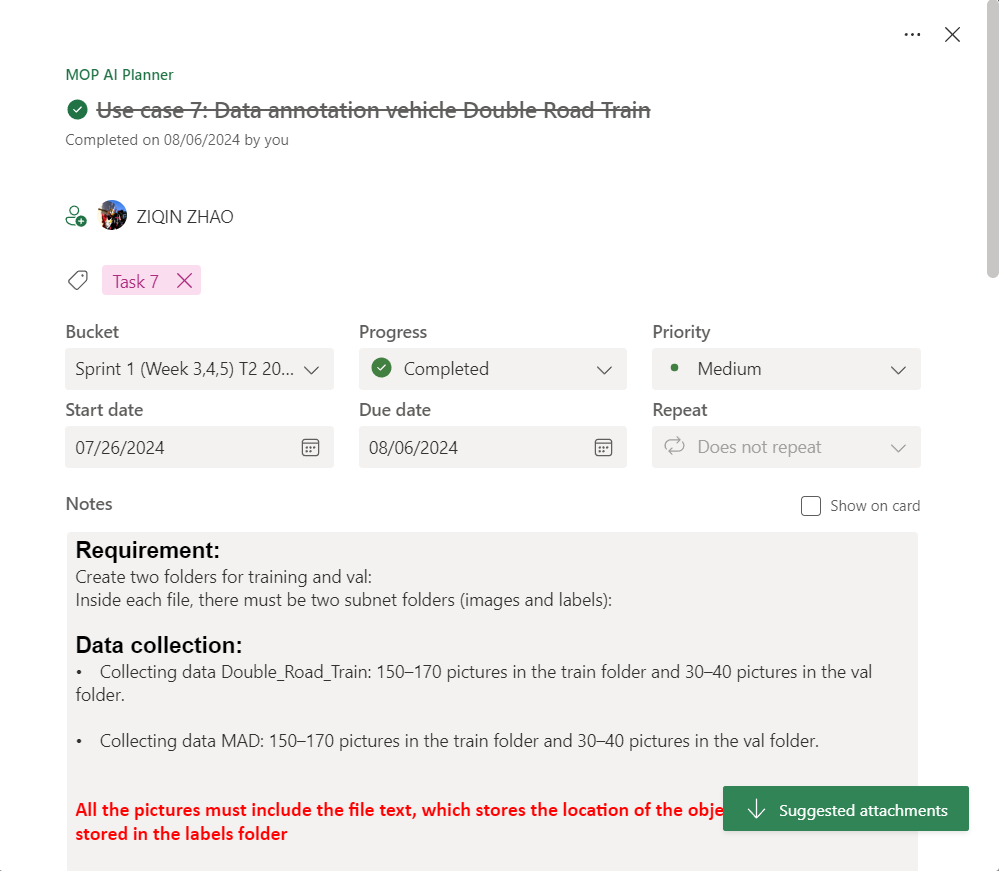 MOP AI Planner
Use case 7: Data annotation vehicle Double Road Train
Completed on 08/06/2024 by you
ZIQIN ZHAO
Task 7
Bucket Progress Priority
Sprint 1 (Week 3,4,5) T2 20... Completed Medium
Start date Due date Repeat
07/26/2024 08/06/2024 Does not repeat
Notes Show on card
Requirement:
Create two folders for training and val:
Inside each file, there must be two subnet folders (images and labels):
Data collection:
• Collecting data Double_Road_Train: 150–170 pictures in the train folder and 30–40 pictures in the val
folder.
• Collecting data MAD: 150–170 pictures in the train folder and 30–40 pictures in the val folder.
All the pictures must include the file text, which stores the location of the obje
stored in the labels folder
Suggested attachments